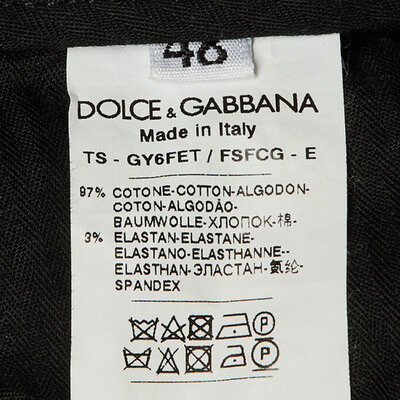 46
DOLCE & GABBANA
Made in Italy
TS - GY6FET / FSFCG - E
97% COTONE-COTTON-ALGODON-
COTON-ALGODÃO-
BAUMWOLLE-ХЛОПОК-棉-
3% ELASTAN-ELASTANE-
ELASTANO-ELASTHANNE--
ELASTHAN-ЭЛАСТАН-氨纶-
SPANDEX
P
P